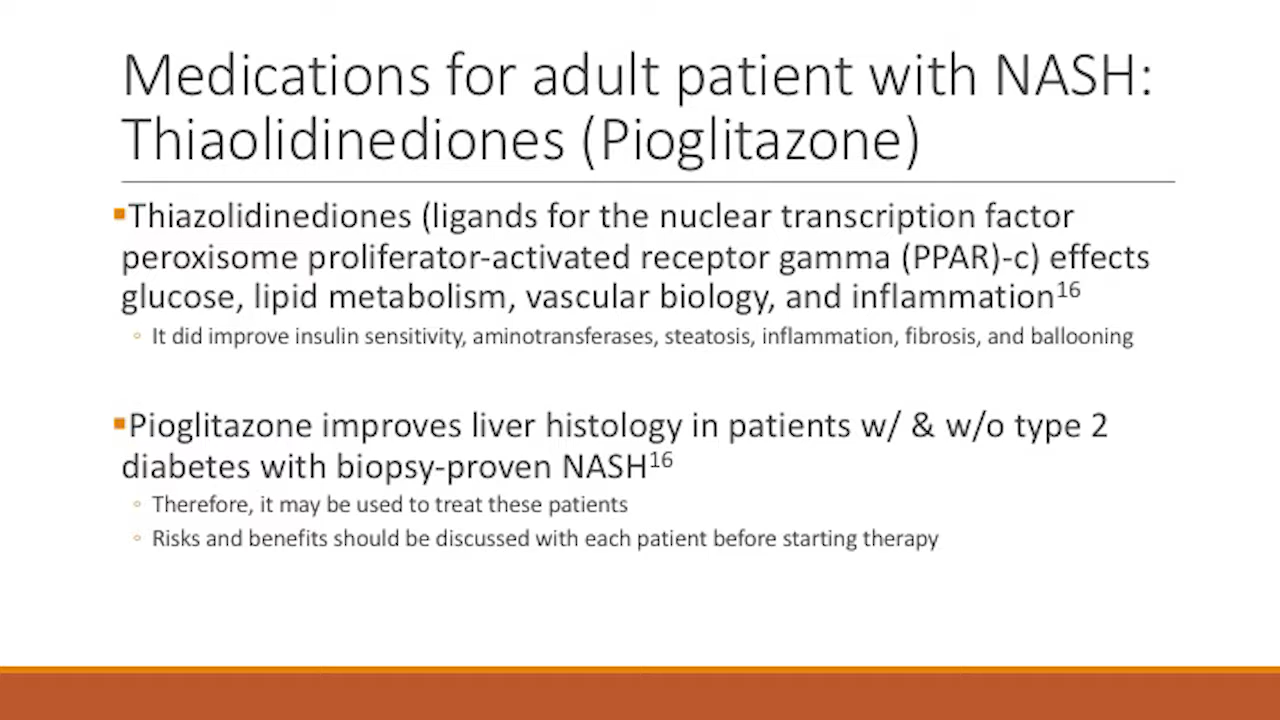 Medications for adult patient with NASH:
Thiaolidinediones (Pioglitazone)
▪Thiazolidinediones (ligands for the nuclear transcription factor
peroxisome proliferator-activated receptor gamma (PPAR)-c) effects
glucose, lipid metabolism, vascular biology, and inflammation16
◦ It did improve insulin sensitivity, aminotransferases, steatosis, inflammation, fibrosis, and ballooning
▪Pioglitazone improves liver histology in patients w/ & w/o type 2
diabetes with biopsy-proven NASH16
◦ Therefore, it may be used to treat these patients
◦ Risks and benefits should be discussed with each patient before starting therapy